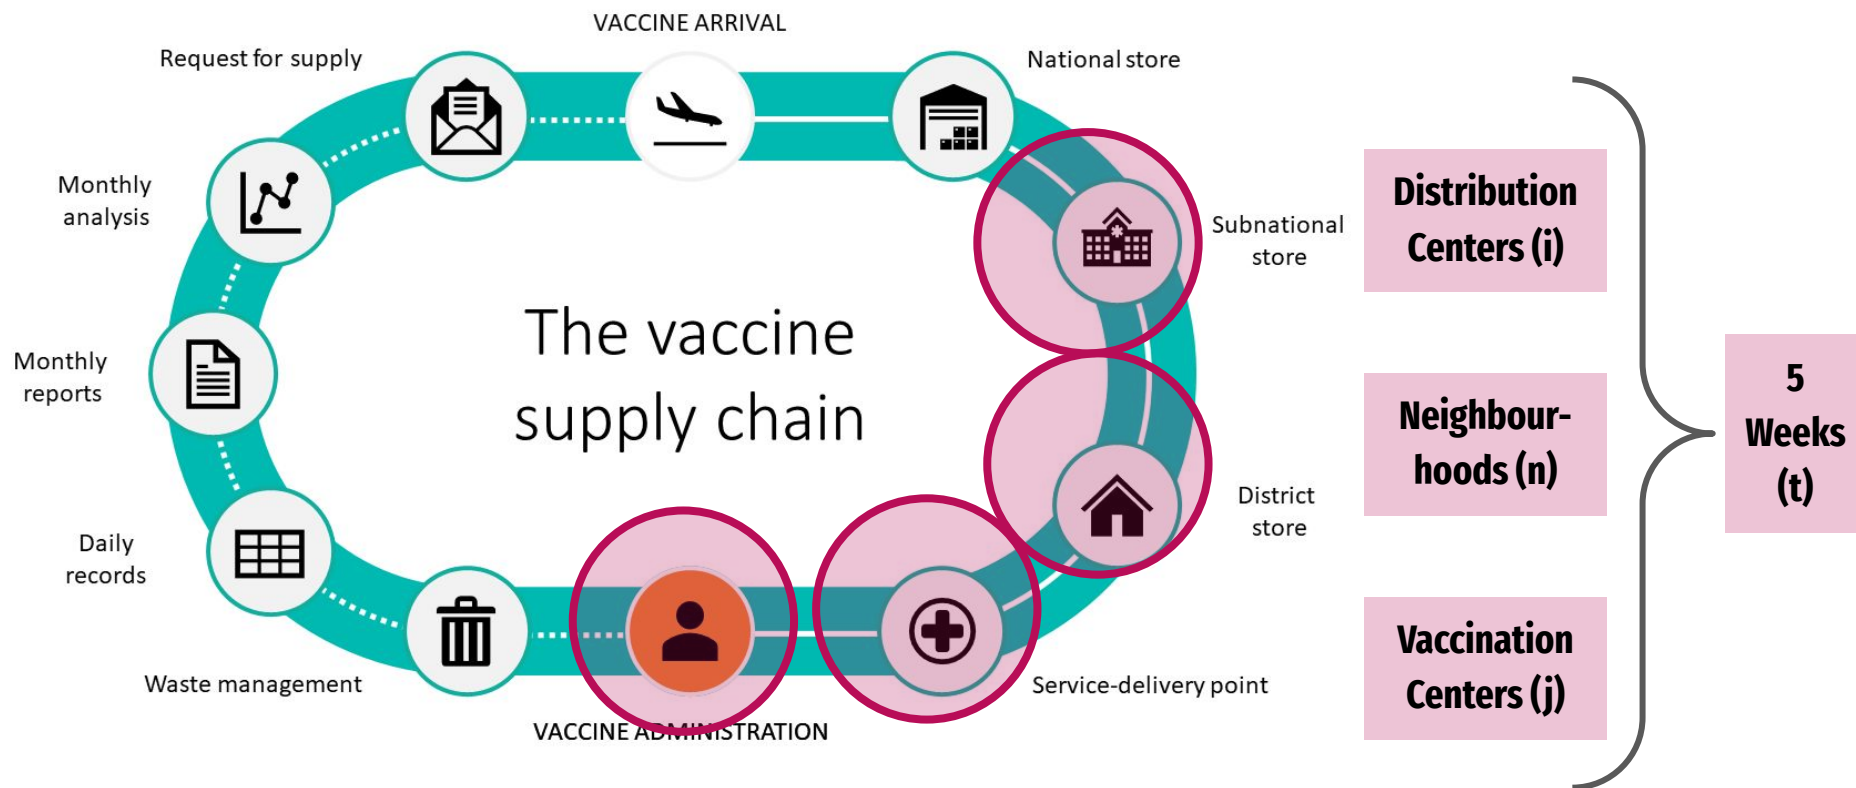 VACCINE ARRIVAL
Request for supply
National store
Monthly
analysis
Subnational
store
Monthly
reports
The vaccine
supply chain
District
store
Daily
records
Waste management
VACCINE ADMINISTRATION
Service-delivery point
Distribution
Centers (i)
Neighbour-
hoods (n)
Vaccination
Centers (j)
5
Weeks
(t)